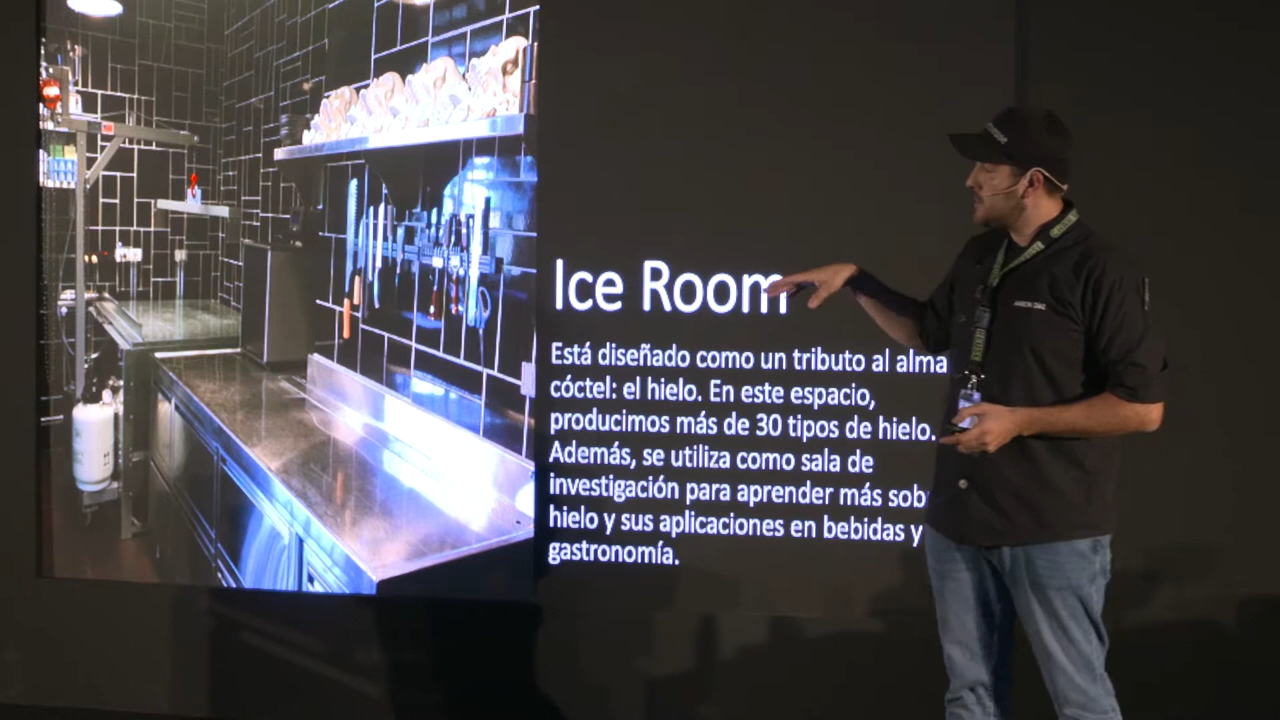 Ice Room
Está diseñado como un tributo al alma
cóctel: el hielo. En este espacio,
producimos más de 30 tipos de hielo.
Además, se utiliza como sala de
investigación para aprender más sob
hielo y sus aplicaciones en bebidas y
gastronomía.